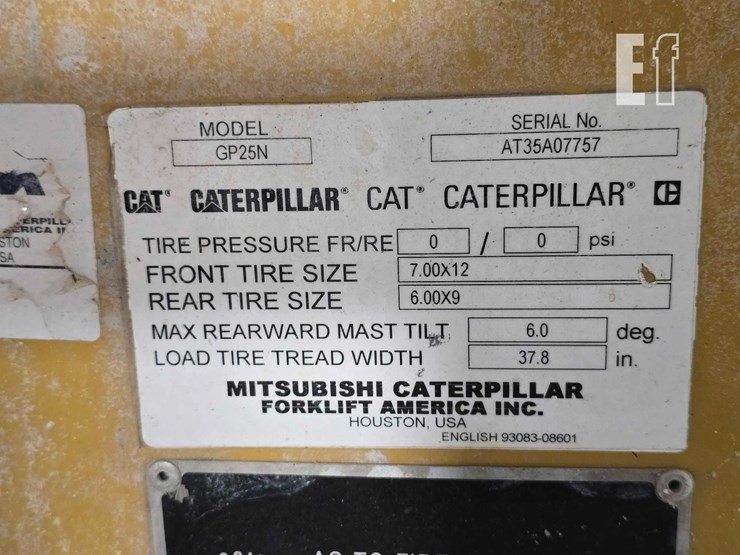 Ef
MODEL SERIAL No.
GP25N AT35A07757
CAT® CATERPILLAR® CAT® CATERPILLAR®
TIRE PRESSURE FR/RE 0 / 0 psi
FRONT TIRE SIZE 7.00X12
REAR TIRE SIZE 6.00X9
MAX REARWARD MAST TILT 6.0 deg.
LOAD TIRE TREAD WIDTH 37.8 in.
MITSUBISHI CATERPILLAR
FORKLIFT AMERICA INC.
HOUSTON, USA
ENGLISH 93083-08601